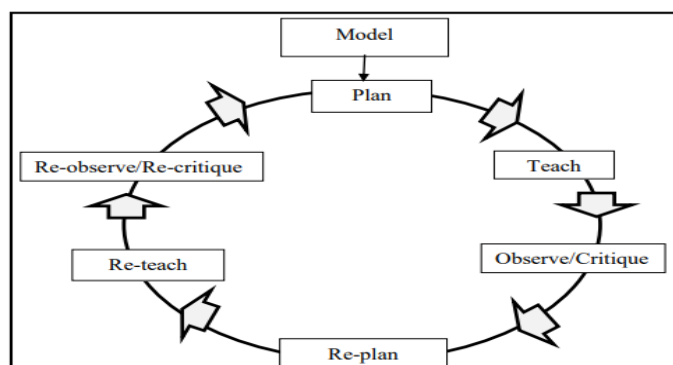 Model
Plan
Teach
Observe/Critique
Re-plan
Re-teach
Re-observe/Re-critique